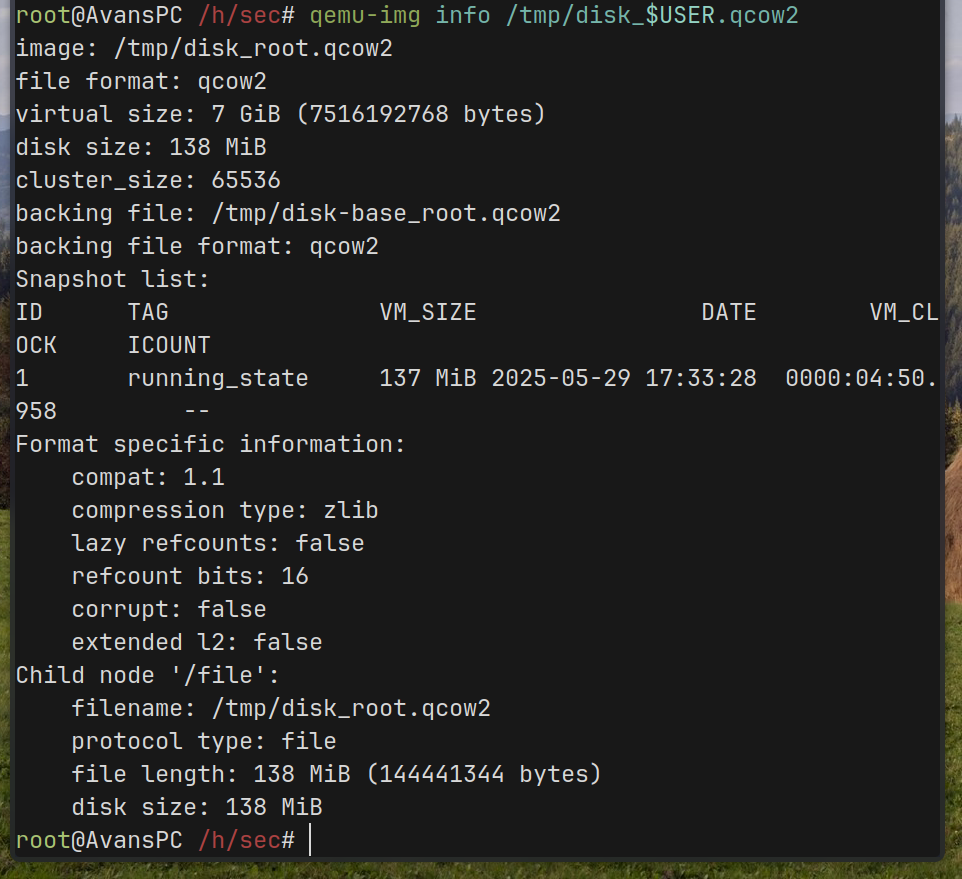 root@AvansPC /h/sec# qemu-img info /tmp/disk_$USER.qcow2
image: /tmp/disk_root.qcow2
file format: qcow2
virtual size: 7 GiB (7516192768 bytes)
disk size: 138 MiB
cluster_size: 65536
backing file: /tmp/disk-base_root.qcow2
backing file format: qcow2
Snapshot list:
ID      TAG               VM_SIZE                DATE        VM_CL
OCK     ICOUNT
1       running_state     137 MiB 2025-05-29 17:33:28  0000:04:50.
958         --
Format specific information:
    compat: 1.1
    compression type: zlib
    lazy refcounts: false
    refcount bits: 16
    corrupt: false
    extended l2: false
Child node '/file':
    filename: /tmp/disk_root.qcow2
    protocol type: file
    file length: 138 MiB (144441344 bytes)
    disk size: 138 MiB
root@AvansPC /h/sec#